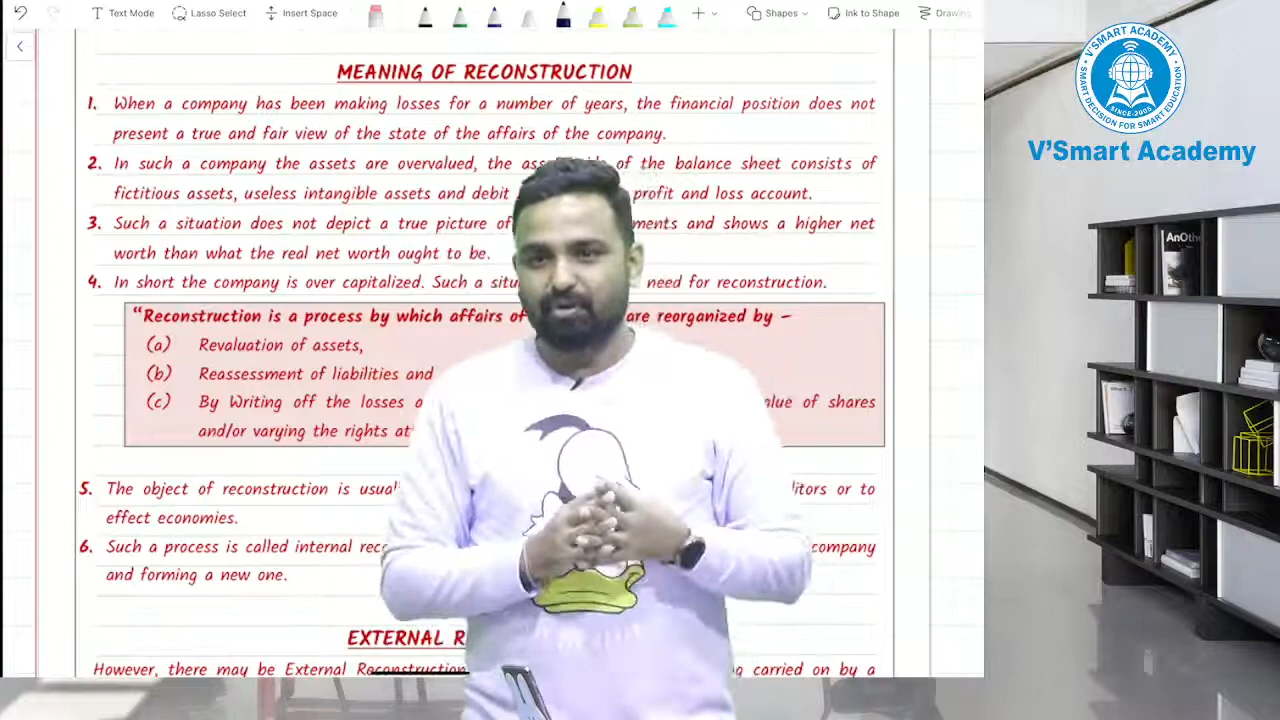 Text Mode
Lasso Select
Insert Space
Shapes
Ink to Shape
Drawing
V'SMART ACADEMY
SMART DECISION FOR SMART EDUCATION
SINCE-2005
V'Smart Academy
MEANING OF RECONSTRUCTION
1. When a company has been making losses for a number of years, the financial position does not
present a true and fair view of the state of the affairs of the company.
2. In such a company the assets are overvalued, the of the balance sheet consists of
fictitious assets, useless intangible assets and debit profit and loss account.
3. Such a situation does not depict a true picture of and shows a higher net
worth than what the real net worth ought to be.
4. In short the company is over capitalized. Such a need for reconstruction.
“Reconstruction is a process by which affairs of are reorganized by –
(a) Revaluation of assets,
(b) Reassessment of liabilities and
(c) By Writing off the losses of shares
and/or varying the rights
5. The object of reconstruction is or to
effect economies.
6. Such a process is called internal company
and forming a new one.
EXTERNAL
However, there may be External Reconstruction carried on by a